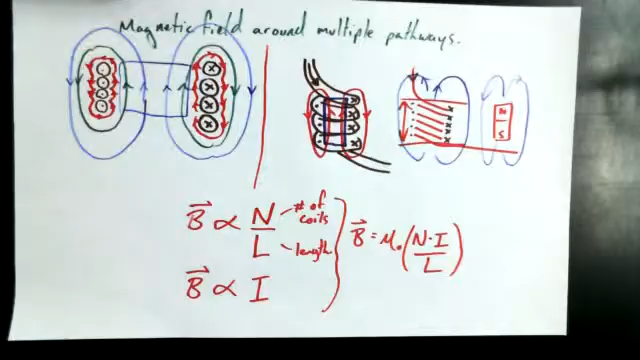 Magnetic field around multiple pathways.
N
S
B⃗ ∝ N/L
# of coils
length
B⃗ ∝ I
B⃗ = μ₀ (N·I/L)